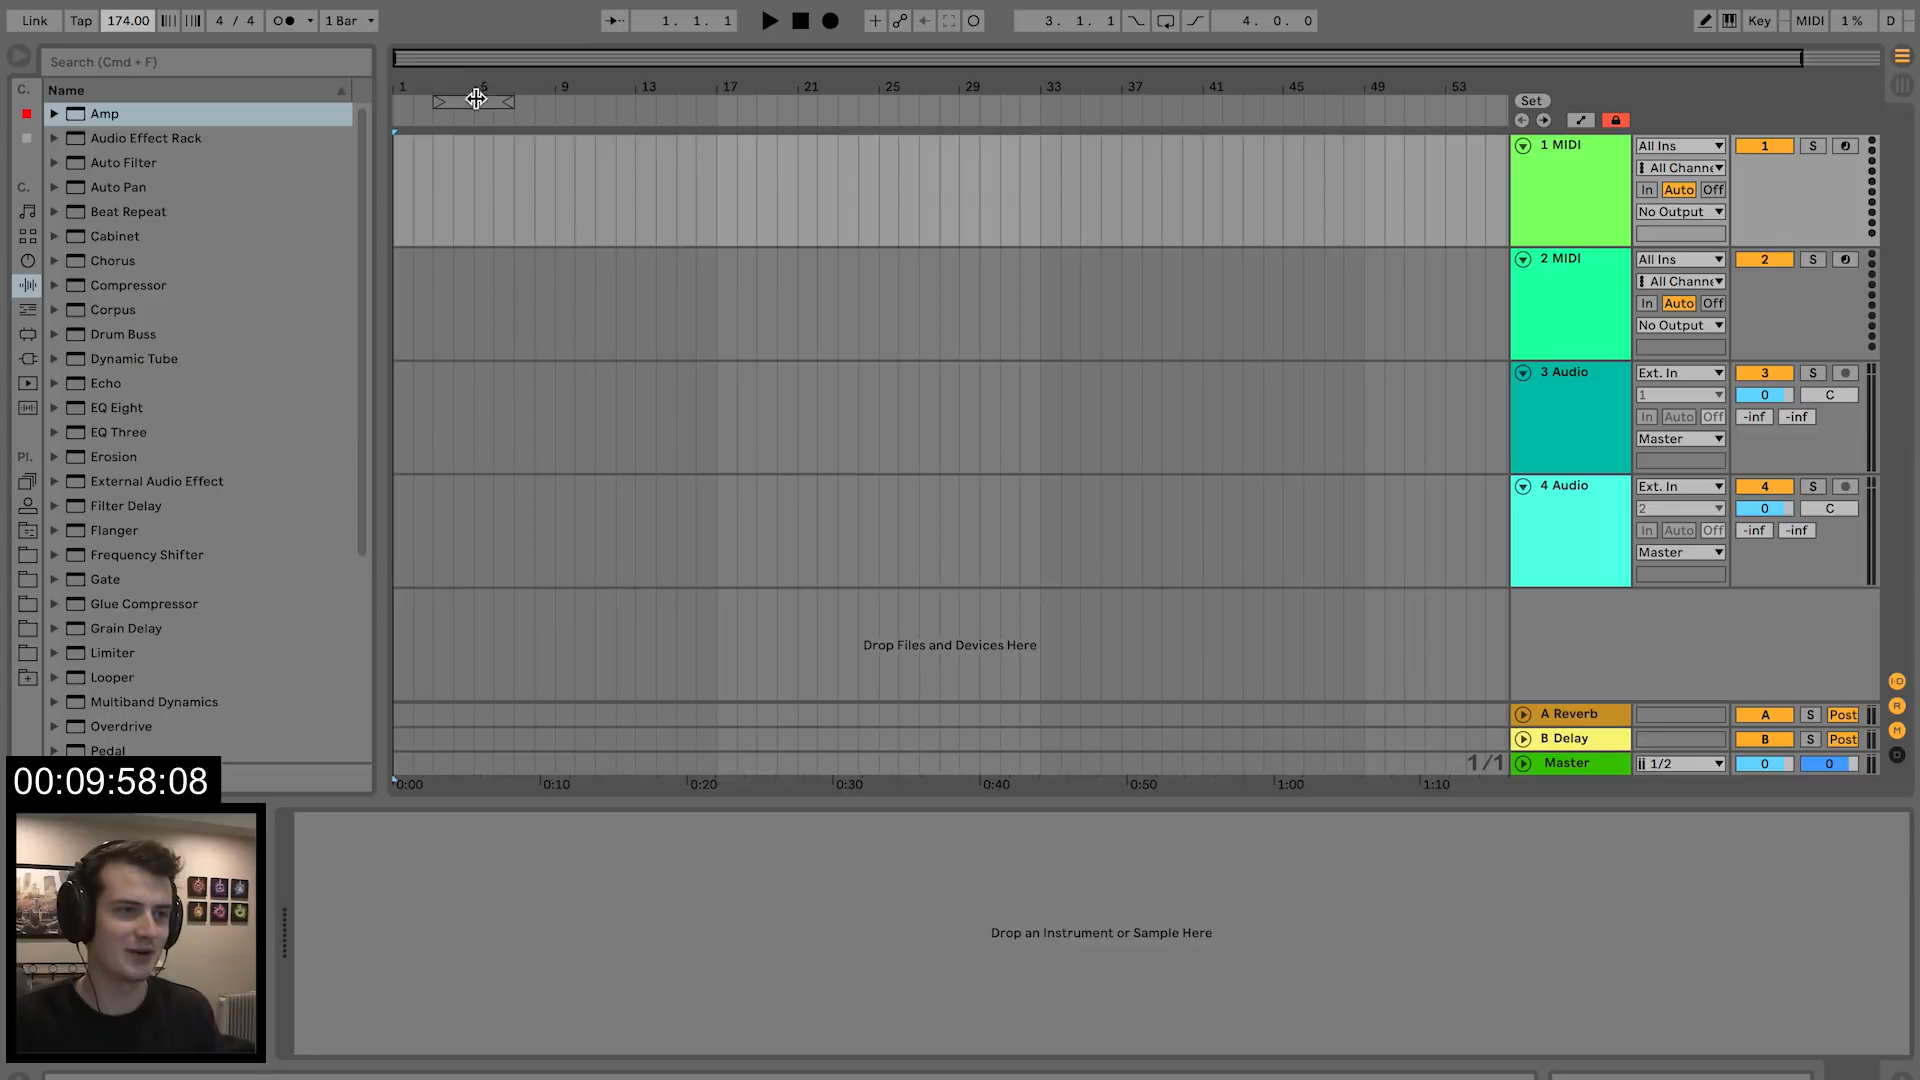 Link Tap 174.00 4 / 4 1 Bar 1. 1. 1 3. 1. 1 4. 0. 0 Key MIDI 1 % D
Search (Cmd + F)
C. Name
1 5 9 13 17 21 25 29 33 37 41 45 49 53
Set
Amp
Audio Effect Rack
Auto Filter
C. Auto Pan
Beat Repeat
Cabinet
Chorus
Compressor
Corpus
Drum Buss
Dynamic Tube
Echo
EQ Eight
EQ Three
Pl. Erosion
External Audio Effect
Filter Delay
Flanger
Frequency Shifter
Gate
Glue Compressor
Grain Delay
Limiter
Looper
Multiband Dynamics
Overdrive
Pedal
1 MIDI All Ins 1 S
All Channe
In Auto Off
No Output
2 MIDI All Ins 2 S
All Channe
In Auto Off
No Output
3 Audio Ext. In 3 S
1 0 C
In Auto Off -inf -inf
Master
4 Audio Ext. In 4 S
2 0 C
In Auto Off -inf -inf
Master
Drop Files and Devices Here
I·O
R
M
D
A Reverb A S Post
B Delay B S Post
1/1 Master 1/2 0 0
0:00 0:10 0:20 0:30 0:40 0:50 1:00 1:10
00:09:58:08
Drop an Instrument or Sample Here